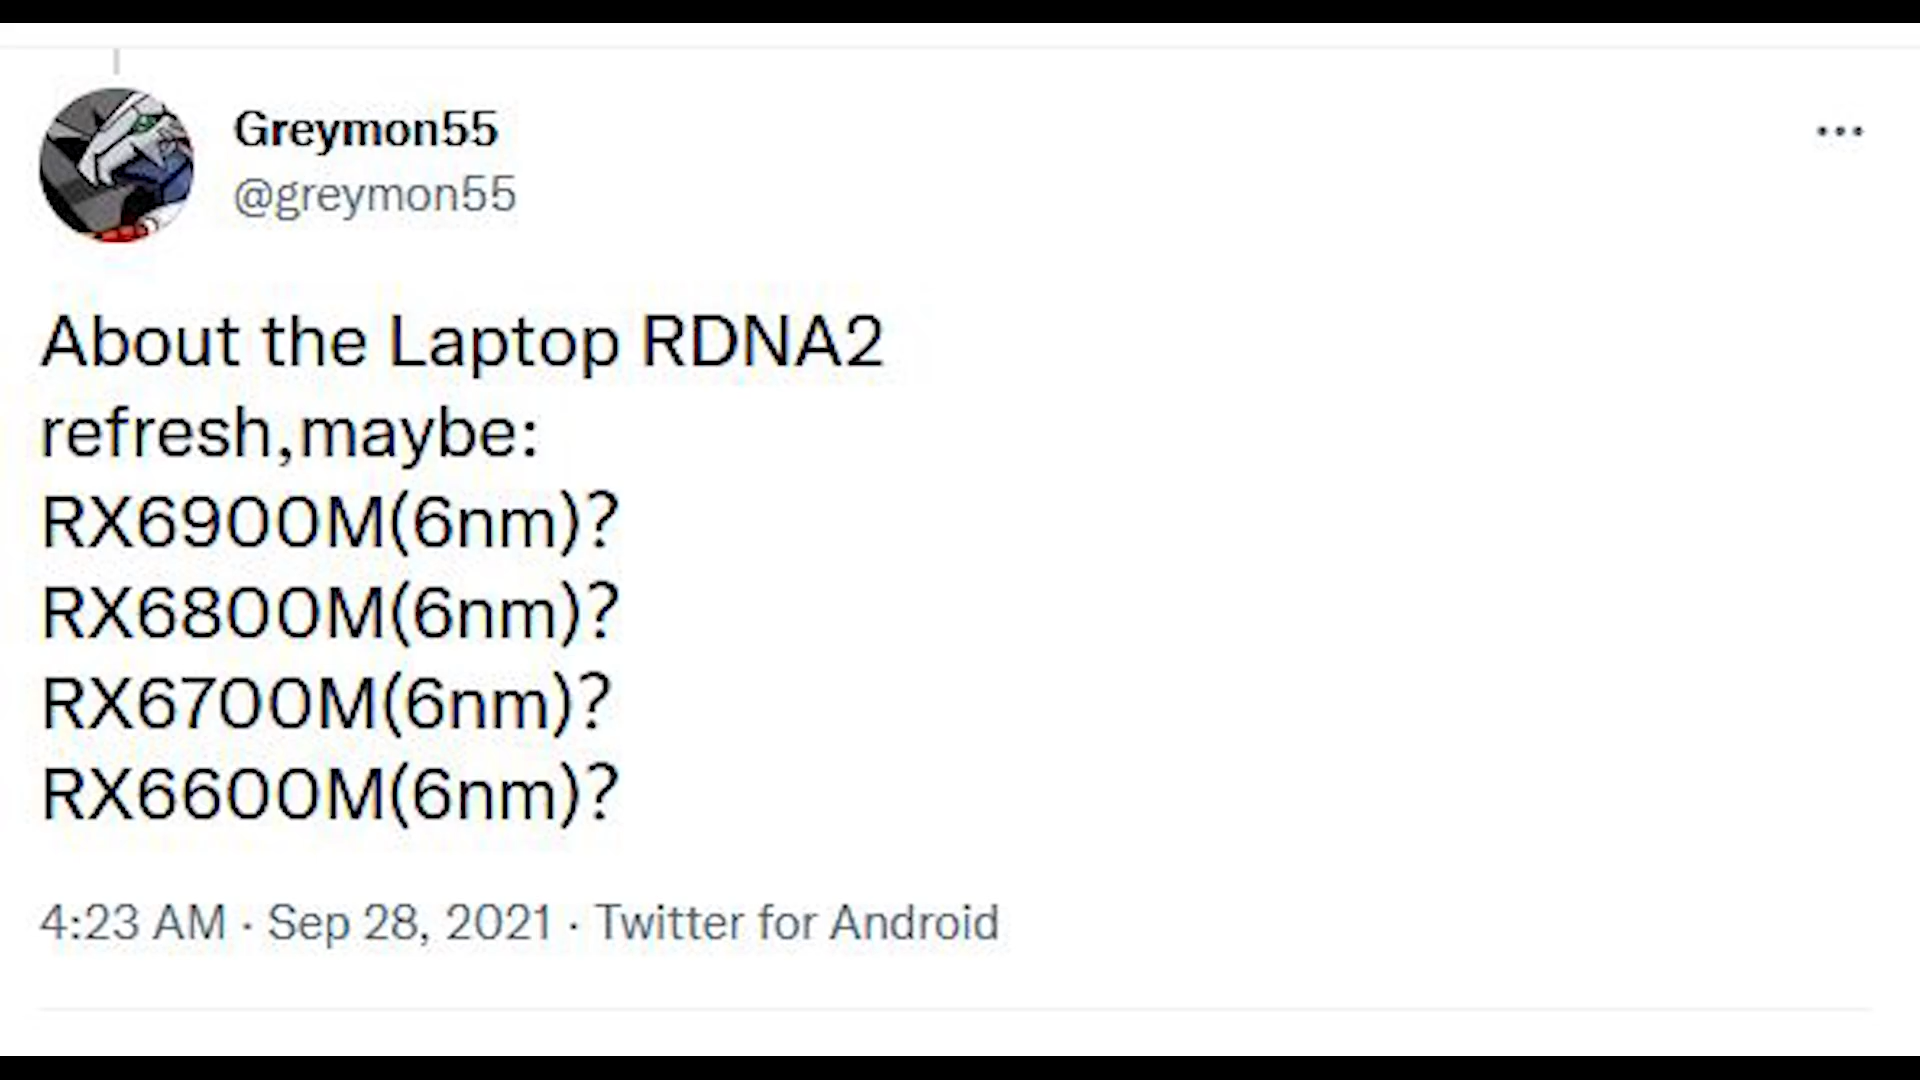 Greymon55
@greymon55
About the Laptop RDNA2
refresh,maybe:
RX6900M(6nm)?
RX6800M(6nm)?
RX6700M(6nm)?
RX6600M(6nm)?
4:23 AM · Sep 28, 2021 · Twitter for Android